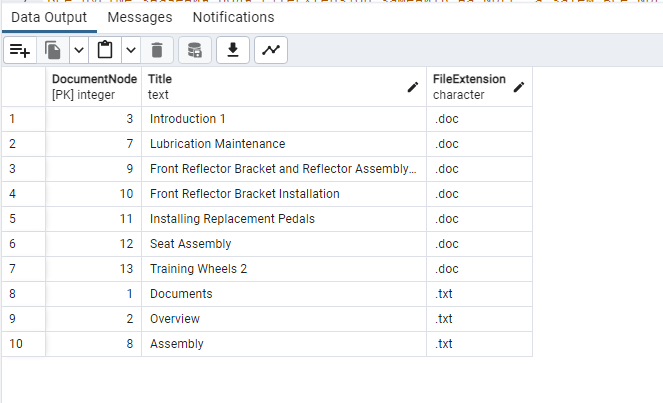 Data Output Messages Notifications
DocumentNode Title FileExtension
[PK] integer text character
1 3 Introduction 1 .doc
2 7 Lubrication Maintenance .doc
3 9 Front Reflector Bracket and Reflector Assembly... .doc
4 10 Front Reflector Bracket Installation .doc
5 11 Installing Replacement Pedals .doc
6 12 Seat Assembly .doc
7 13 Training Wheels 2 .doc
8 1 Documents .txt
9 2 Overview .txt
10 8 Assembly .txt